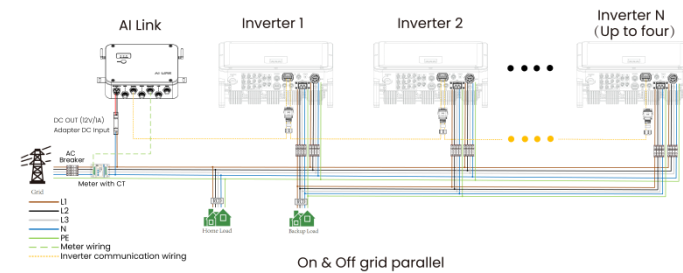 AI Link
Inverter 1
Inverter 2
Inverter N
(Up to four)
DC OUT (12V/1A)
Adapter DC Input
AC
Breaker
Grid
Meter with CT
L1
L2
L3
N
PE
Meter wiring
Inverter communication wiring
Home Load
Backup Load
On & Off grid parallel